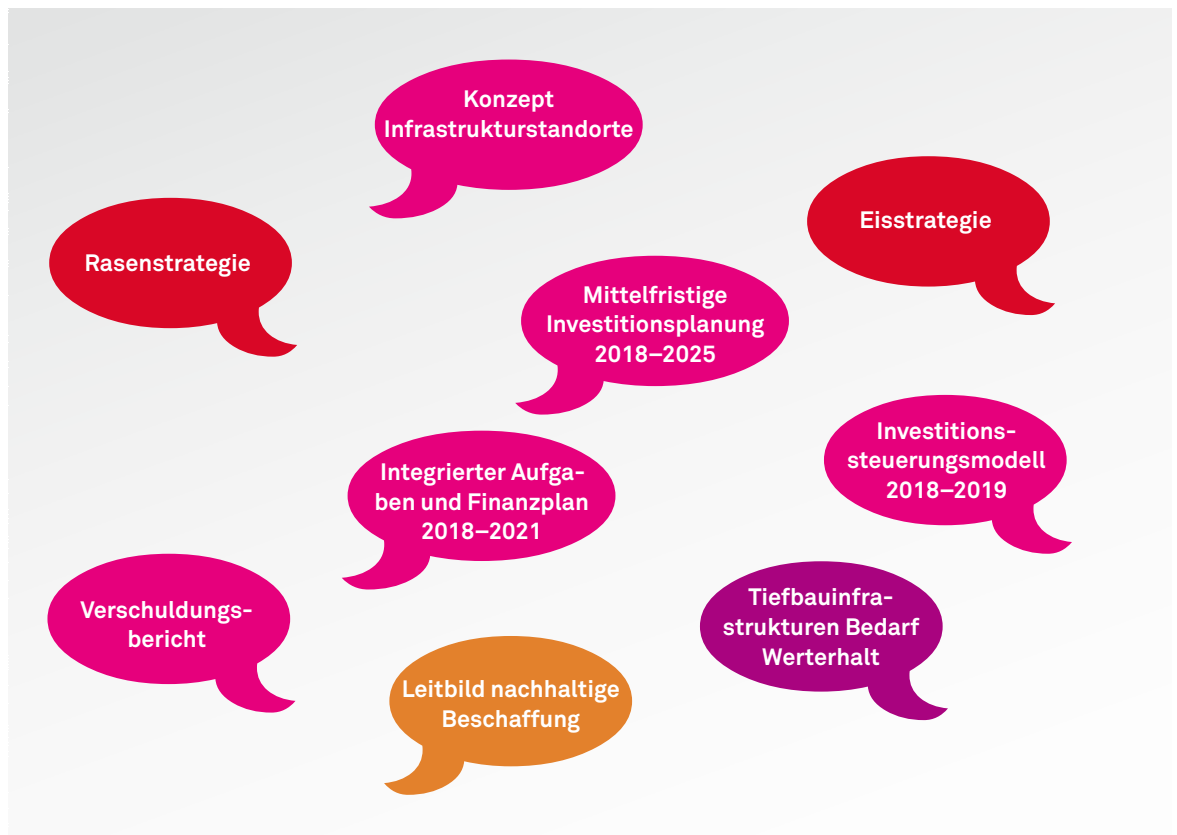 Konzept
Infrastrukturstandorte
Eisstrategie
Rasenstrategie
Mittelfristige
Investitionsplanung
2018–2025
Investitions-
steuerungsmodell
2018–2019
Integrierter Aufga-
ben und Finanzplan
2018–2021
Verschuldungs-
bericht
Tiefbauinfra-
strukturen Bedarf
Werterhalt
Leitbild nachhaltige
Beschaffung